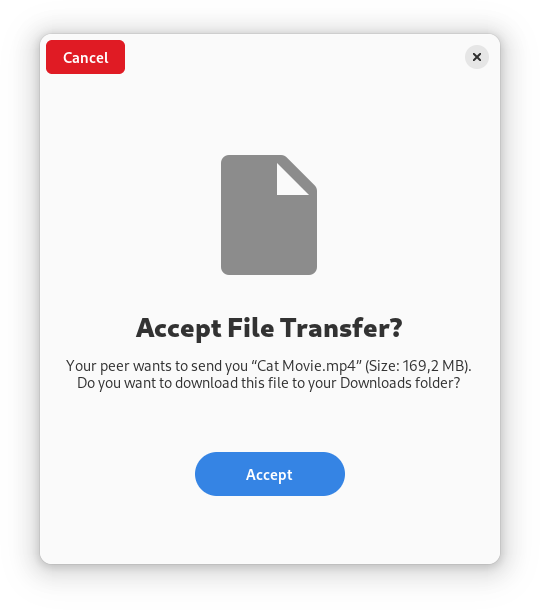 Cancel
Accept File Transfer?
Your peer wants to send you “Cat Movie.mp4” (Size: 169,2 MB).
Do you want to download this file to your Downloads folder?
Accept